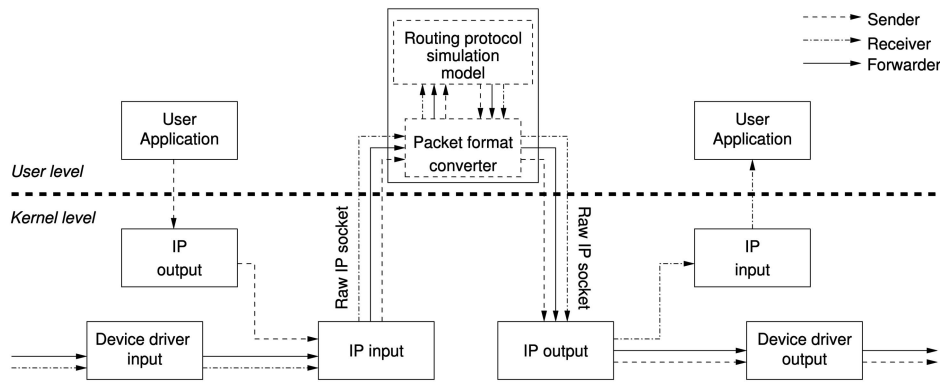 Routing protocol
simulation
model
Sender
Receiver
Forwarder
User
Application
Packet format
converter
User
Application
User level
Kernel level
IP
output
Raw IP socket
Raw IP socket
IP
input
Device driver
input
IP input
IP output
Device driver
output